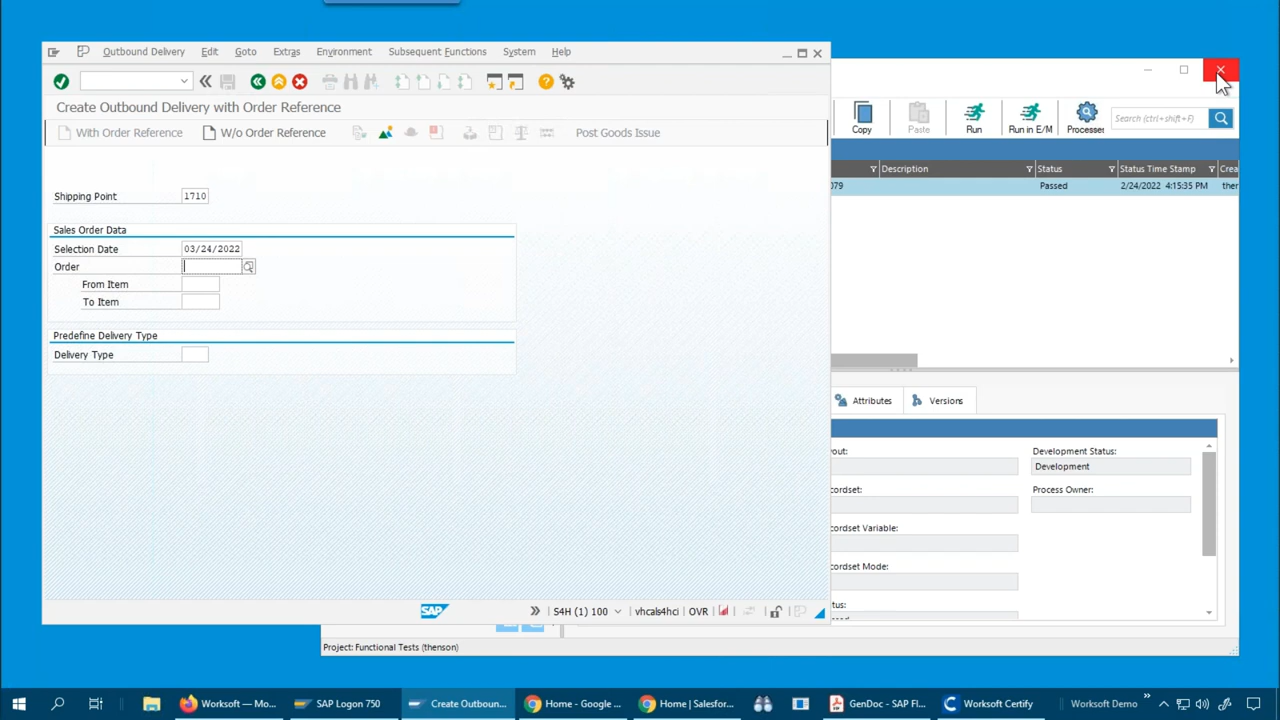 Outbound Delivery Edit Goto Extras Environment Subsequent Functions System Help
Create Outbound Delivery with Order Reference
With Order Reference W/o Order Reference Post Goods Issue
Shipping Point 1710
Sales Order Data
Selection Date 03/24/2022
Order
From Item
To Item
Predefine Delivery Type
Delivery Type
SAP S4H (1) 100 vhcals4hci OVR
Copy Paste Run Run in E/M Processes Search (ctrl+shift+F)
Description Status Status Time Stamp Crea
079 Passed 2/24/2022 4:15:35 PM ther
Attributes Versions
out: Development Status:
Development
cordset: Process Owner:
cordset Variable:
cordset Mode:
tus:
Project: Functional Tests (thenson)
Worksoft — Mo... SAP Logon 750 Create Outboun... Home - Google ... Home | Salesfor... GenDoc - SAP Fl... Worksoft Certify Worksoft Demo